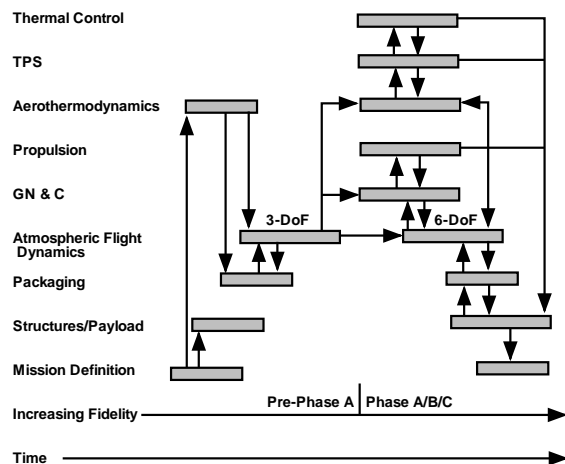 Thermal Control
TPS
Aerothermodynamics
Propulsion
GN & C
3-DoF
6-DoF
Atmospheric Flight
Dynamics
Packaging
Structures/Payload
Mission Definition
Pre-Phase A
Phase A/B/C
Increasing Fidelity
Time